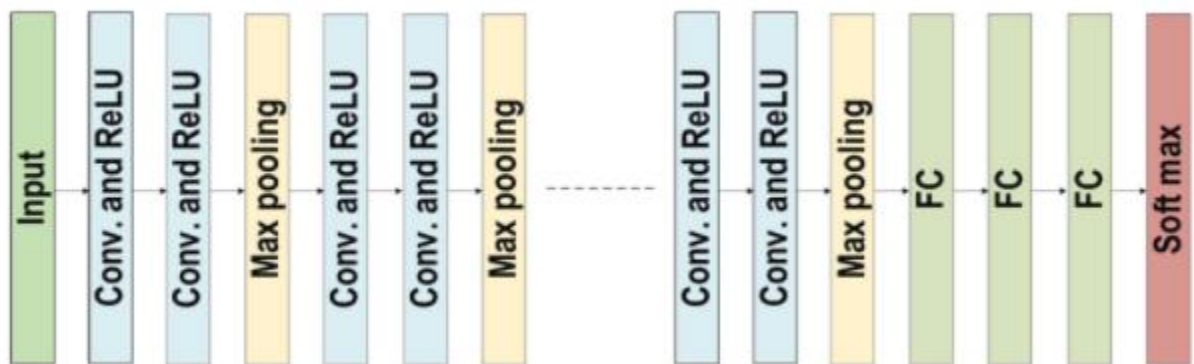 Input
Conv. and ReLU
Conv. and ReLU
Max pooling
Conv. and ReLU
Conv. and ReLU
Max pooling
Conv. and ReLU
Conv. and ReLU
Max pooling
FC
FC
FC
Soft max